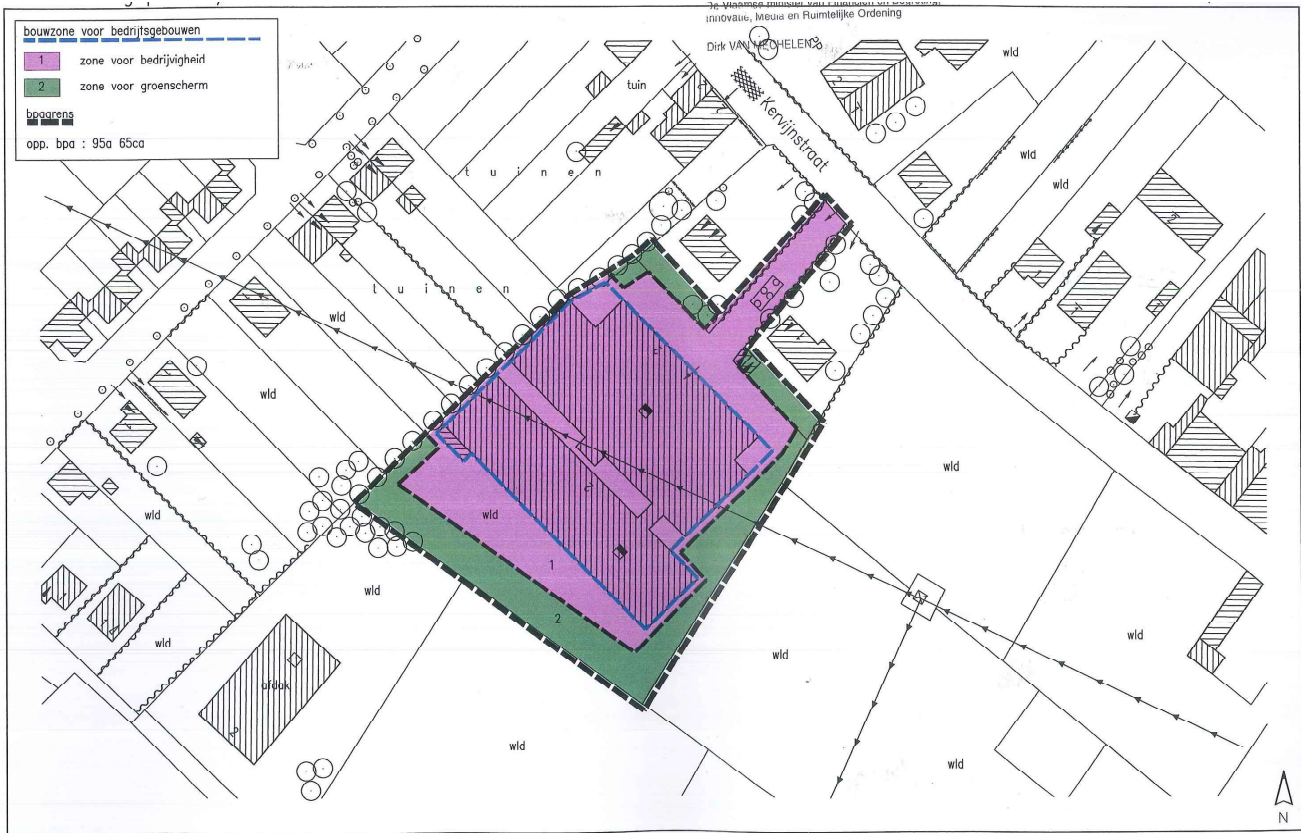 Innovatie, Media en Ruimtelijke Ordening
Dirk VAN MECHELEN
bouwzone voor bedrijfsgebouwen
1 zone voor bedrijvigheid
2 zone voor groenscherm
bpagrens
opp. bpa : 95a 65ca
Kervijnstraat
wld
tuin
wld
wld
tuinen
tuinen
wld
wld
wld
wld
wld
1
2
wld
wld
wld
wld
wld
afdak
wld
wld
N